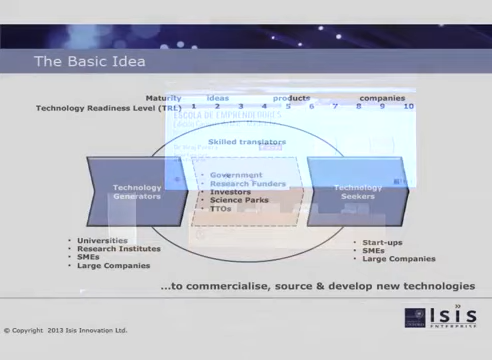 The Basic Idea
Maturity ideas products companies
Technology Readiness Level (TRL) 1 2 3 4 5 6 7 8 9 10
ESCOLA DE EMPRENEDORES
Skilled translators
Technology
Generators
• Government
• Research Funders
• Investors
• Science Parks
• TTOs
Technology
Seekers
• Universities
• Research Institutes
• SMEs
• Large Companies
• Start-ups
• SMEs
• Large Companies
...to commercialise, source & develop new technologies
© Copyright 2013 Isis Innovation Ltd.
Isis
ENTERPRISE